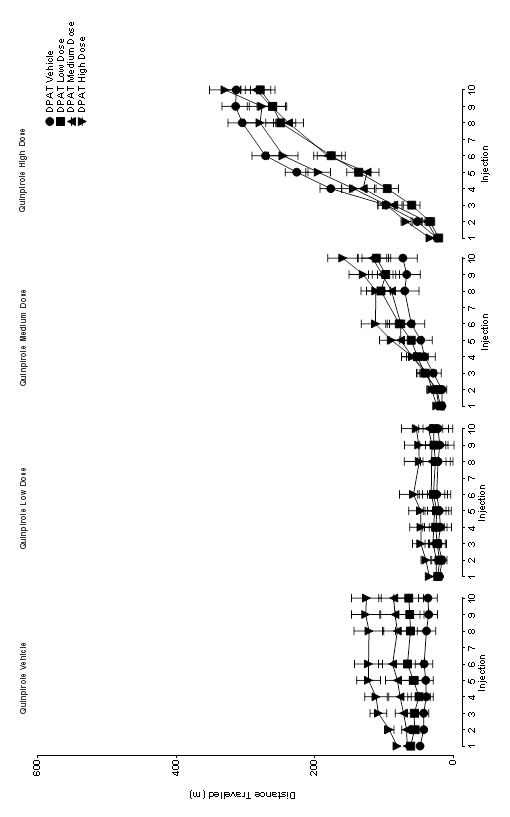 Quinpirole Vehicle
Quinpirole Low Dose
Quinpirole Medium Dose
Quinpirole High Dose
DPAT Vehicle
DPAT Low Dose
DPAT Medium Dose
DPAT High Dose
Distance Travelled (m)
600
400
200
0
1 2 3 4 5 6 7 8 9 10
1 2 3 4 5 6 7 8 9 10
1 2 3 4 5 6 7 8 9 10
1 2 3 4 5 6 7 8 9 10
Injection
Injection
Injection
Injection